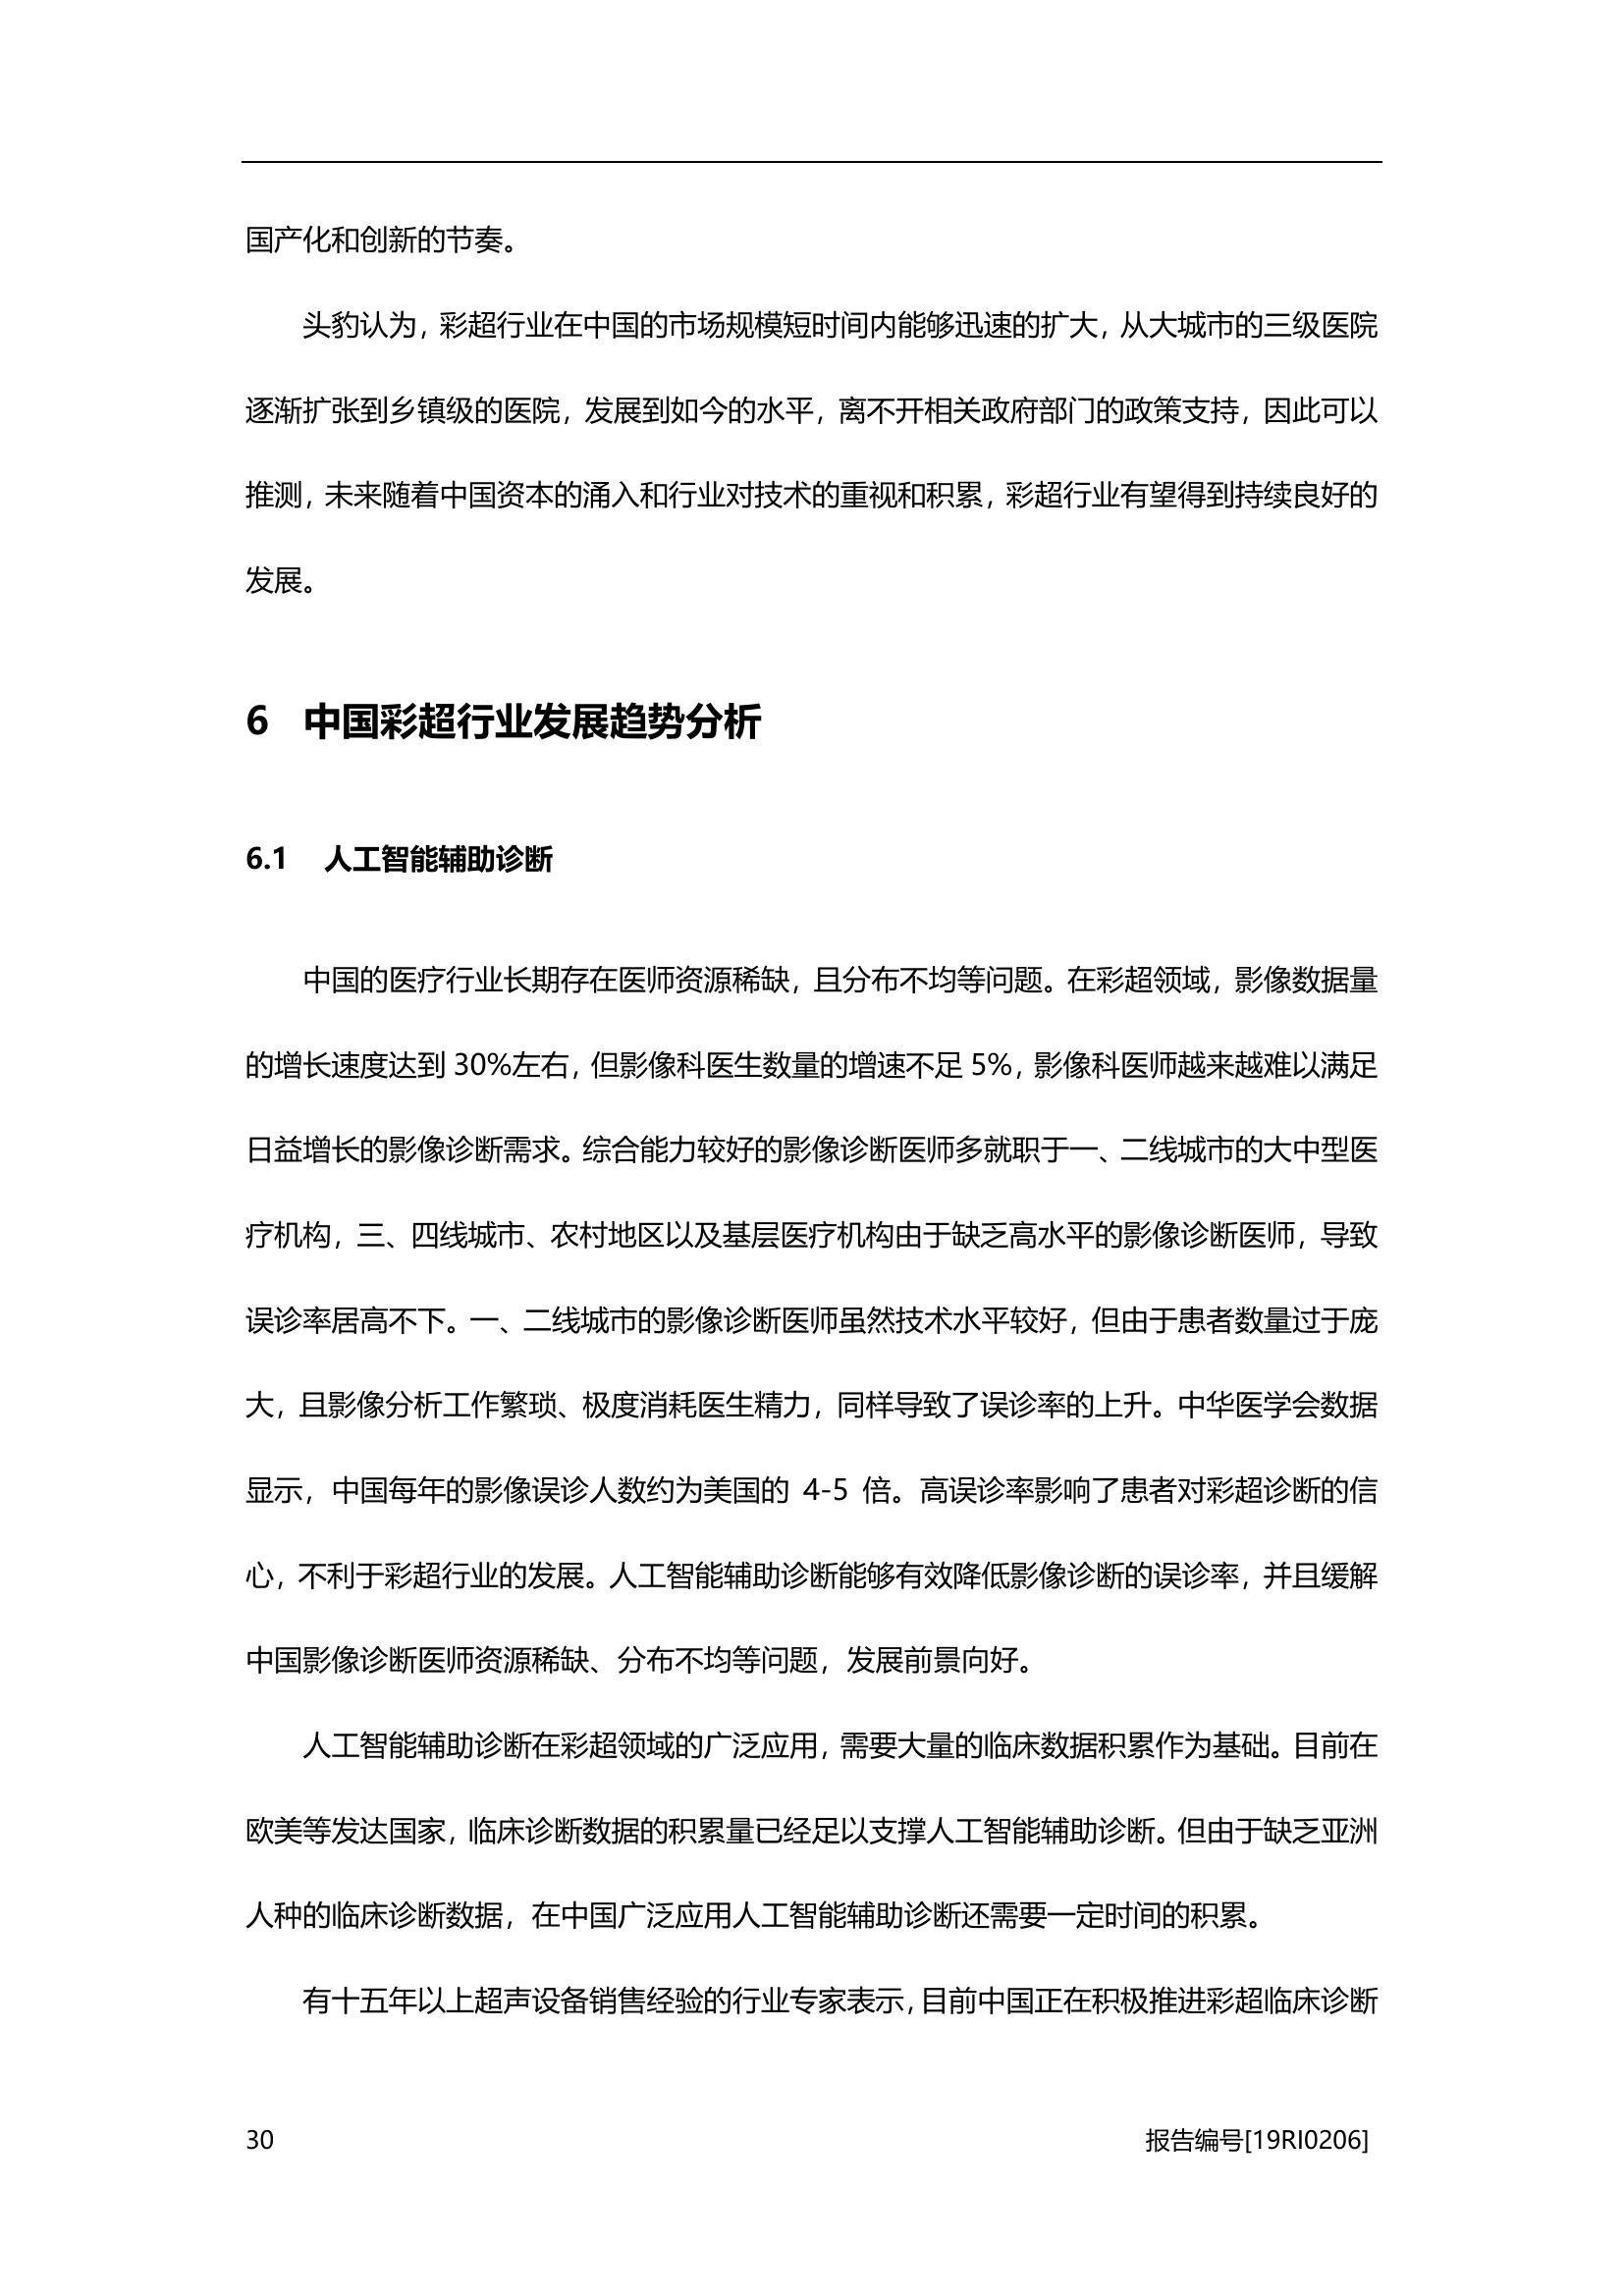 国产化和创新的节奏。
头豹认为，彩超行业在中国的市场规模短时间内能够迅速的扩大，从大城市的三级医院
逐渐扩张到乡镇级的医院，发展到如今的水平，离不开相关政府部门的政策支持，因此可以
推测，未来随着中国资本的涌入和行业对技术的重视和积累，彩超行业有望得到持续良好的
发展。
6 中国彩超行业发展趋势分析
6.1 人工智能辅助诊断
中国的医疗行业长期存在医师资源稀缺，且分布不均等问题。在彩超领域，影像数据量
的增长速度达到 30%左右，但影像科医生数量的增速不足 5%，影像科医师越来越难以满足
日益增长的影像诊断需求。综合能力较好的影像诊断医师多就职于一、二线城市的大中型医
疗机构，三、四线城市、农村地区以及基层医疗机构由于缺乏高水平的影像诊断医师，导致
误诊率居高不下。一、二线城市的影像诊断医师虽然技术水平较好，但由于患者数量过于庞
大，且影像分析工作繁琐、极度消耗医生精力，同样导致了误诊率的上升。中华医学会数据
显示，中国每年的影像误诊人数约为美国的 4-5 倍。高误诊率影响了患者对彩超诊断的信
心，不利于彩超行业的发展。人工智能辅助诊断能够有效降低影像诊断的误诊率，并且缓解
中国影像诊断医师资源稀缺、分布不均等问题，发展前景向好。
人工智能辅助诊断在彩超领域的广泛应用，需要大量的临床数据积累作为基础。目前在
欧美等发达国家，临床诊断数据的积累量已经足以支撑人工智能辅助诊断。但由于缺乏亚洲
人种的临床诊断数据，在中国广泛应用人工智能辅助诊断还需要一定时间的积累。
有十五年以上超声设备销售经验的行业专家表示，目前中国正在积极推进彩超临床诊断
30 报告编号[19RI0206]